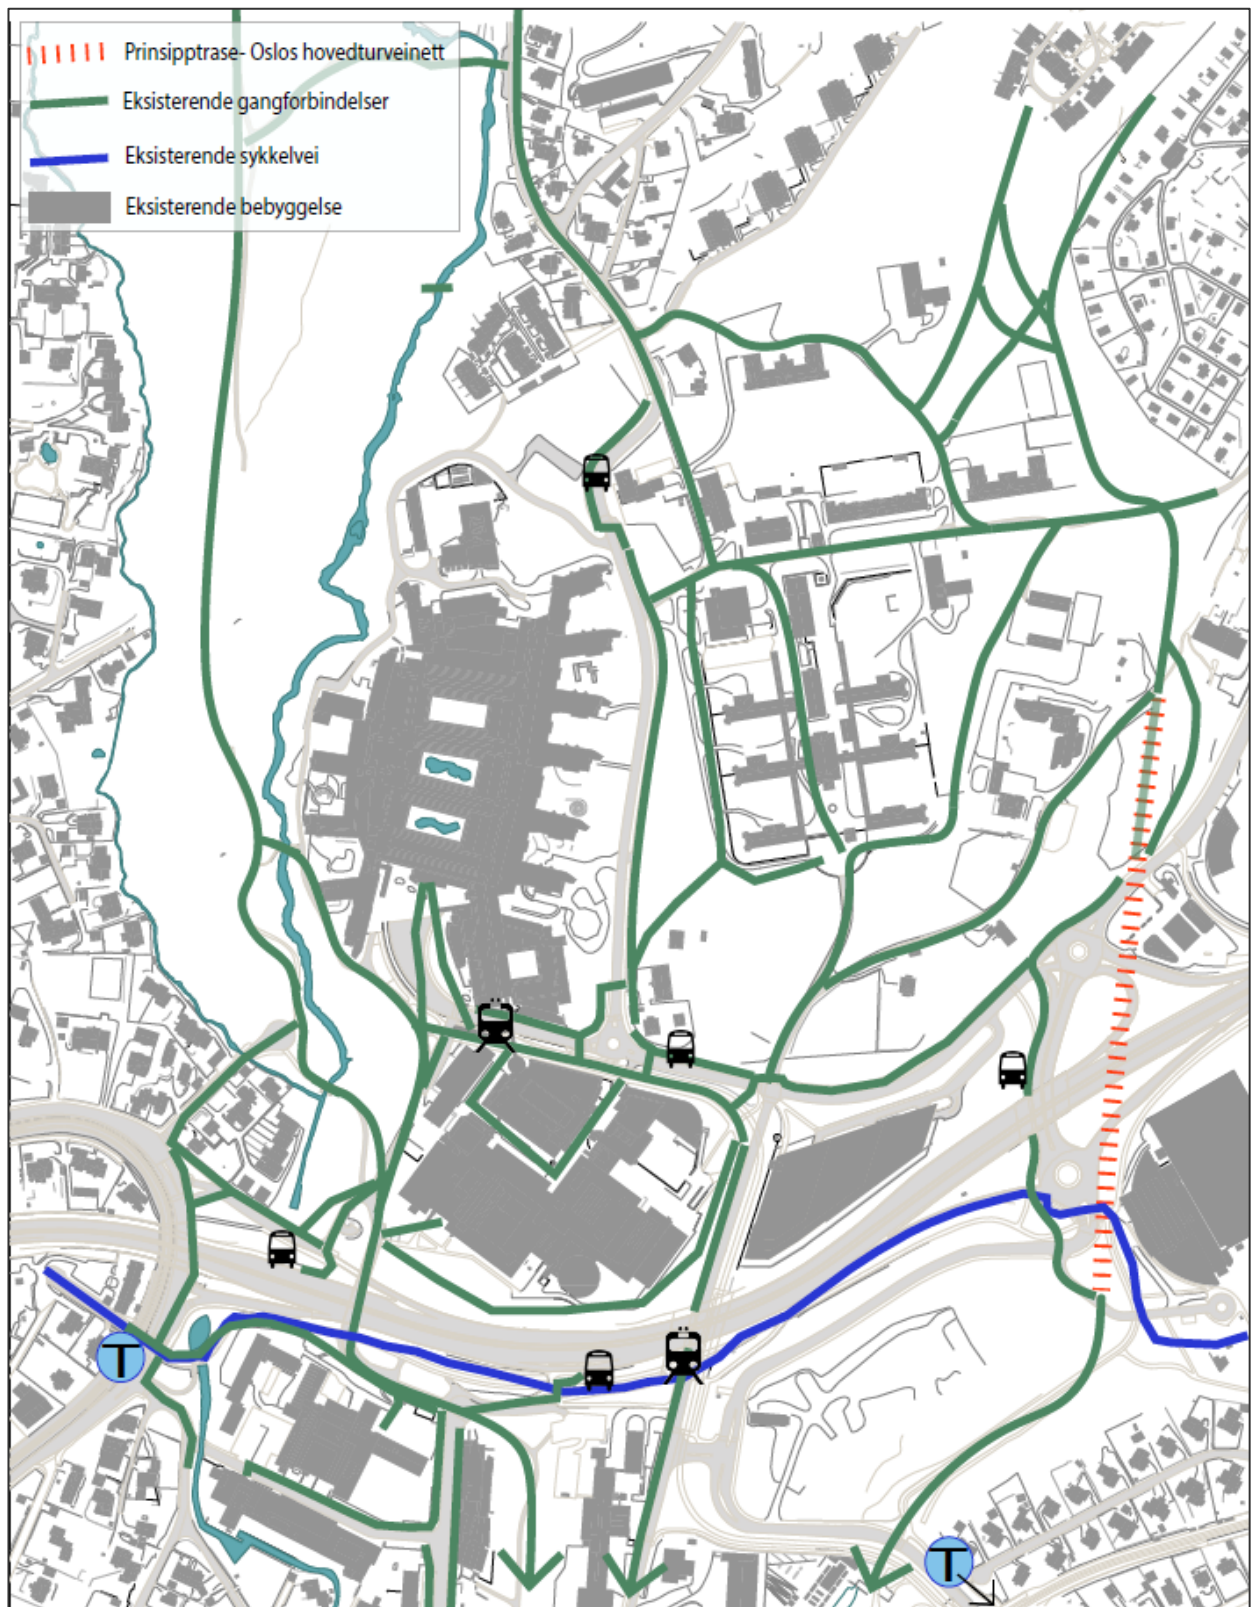 Prinsipptrase- Oslos hovedturveinett
Eksisterende gangforbindelser
Eksisterende sykkelvei
Eksisterende bebyggelse
T
T